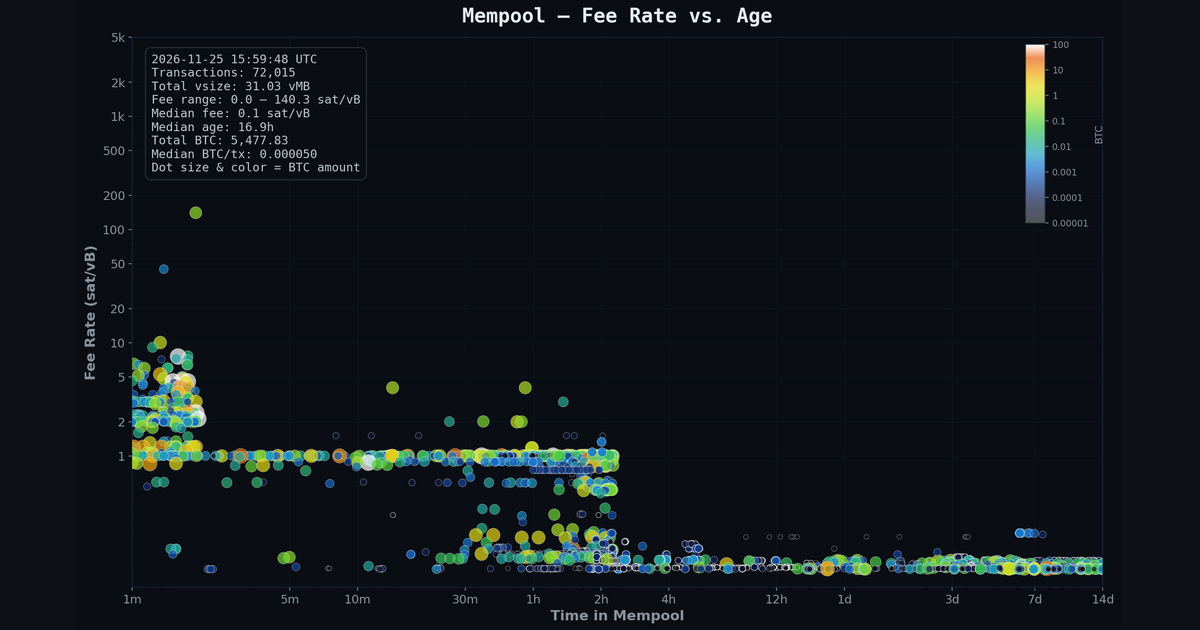 Mempool — Fee Rate vs. Age
5k
2k
1k
500
200
100
50
20
10
5
2
1
Fee Rate (sat/vB)
2026-11-25 15:59:48 UTC
Transactions: 72,015
Total vsize: 31.03 vMB
Fee range: 0.0 — 140.3 sat/vB
Median fee: 0.1 sat/vB
Median age: 16.9h
Total BTC: 5,477.83
Median BTC/tx: 0.000050
Dot size & color = BTC amount
100
10
1
0.1
0.01
0.001
0.0001
0.00001
BTC
1m 5m 10m 30m 1h 2h 4h 12h 1d 3d 7d 14d
Time in Mempool